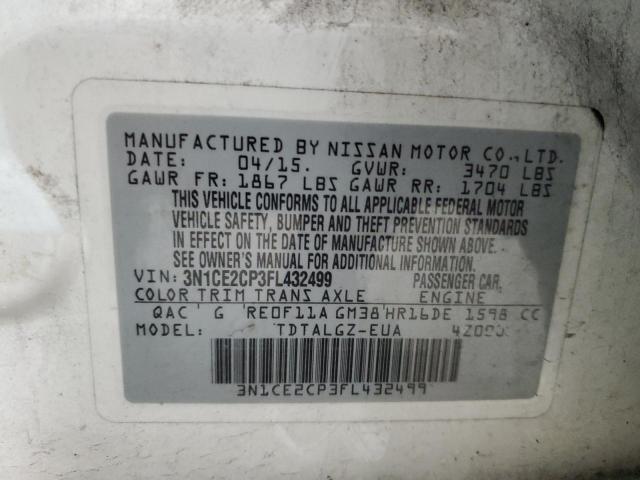 MANUFACTURED BY NISSAN MOTOR CO., LTD.
DATE: 04/15. GVWR: 3470 LBS
GAWR FR: 1867 LBS GAWR RR: 1704 LBS
THIS VEHICLE CONFORMS TO ALL APPLICABLE FEDERAL MOTOR
VEHICLE SAFETY, BUMPER AND THEFT PREVENTION STANDARDS
IN EFFECT ON THE DATE OF MANUFACTURE SHOWN ABOVE.
SEE OWNER'S MANUAL FOR ADDITIONAL INFORMATION.
VIN: 3N1CE2CP3FL432499 PASSENGER CAR.
COLOR TRIM TRANS AXLE ENGINE
QAC G RE0F11A GM38 HR16DE 1598 CC
MODEL: TDTALGZ-EUA
3N1CE2CP3FL432499